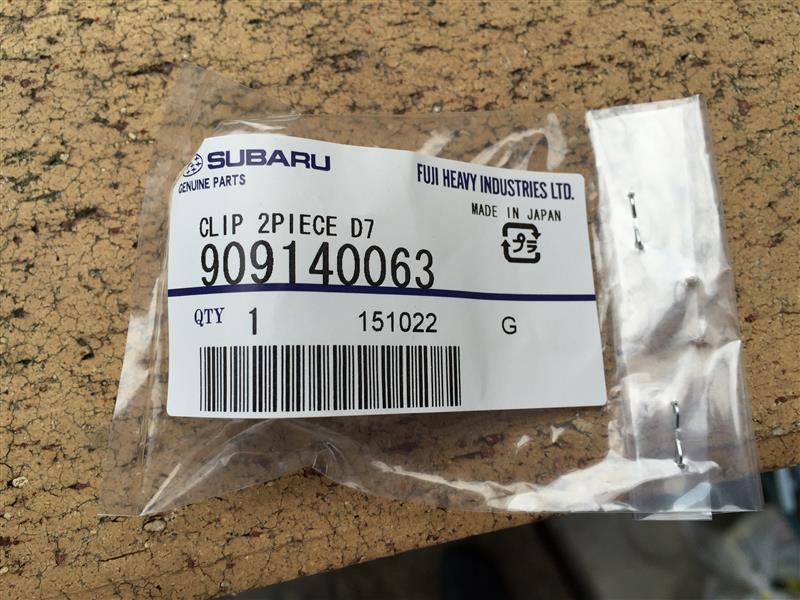 SUBARU
GENUINE PARTS
FUJI HEAVY INDUSTRIES LTD.
MADE IN JAPAN
プラ
CLIP 2PIECE D7
909140063
QTY 1 151022 G